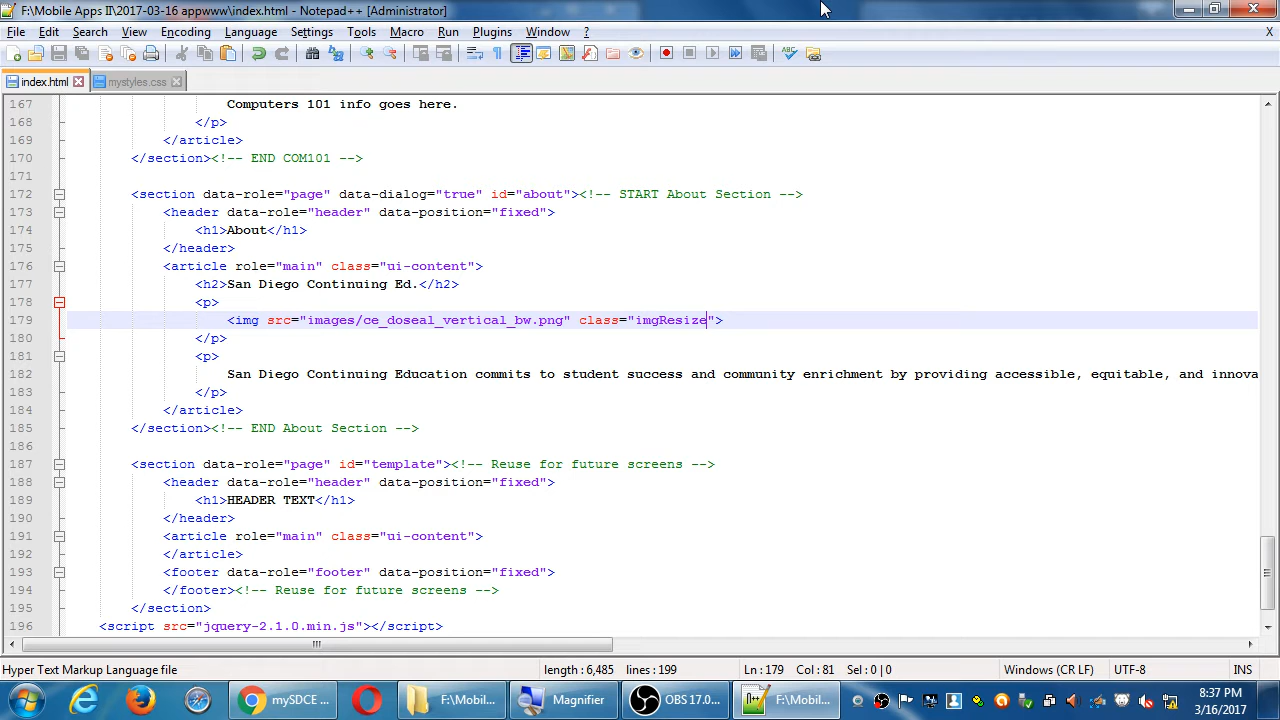 F:\Mobile Apps II\2017-03-16 appwww\index.html - Notepad++ [Administrator]
File Edit Search View Encoding Language Settings Tools Macro Run Plugins Window ? X
index.html mystyles.css
167 Computers 101 info goes here.
168 </p>
169 </article>
170 </section><!-- END COM101 -->
171
172 <section data-role="page" data-dialog="true" id="about"><!-- START About Section -->
173 <header data-role="header" data-position="fixed">
174 <h1>About</h1>
175 </header>
176 <article role="main" class="ui-content">
177 <h2>San Diego Continuing Ed.</h2>
178 <p>
179 <img src="images/ce_doseal_vertical_bw.png" class="imgResize">
180 </p>
181 <p>
182 San Diego Continuing Education commits to student success and community enrichment by providing accessible, equitable, and innova
183 </p>
184 </article>
185 </section><!-- END About Section -->
186
187 <section data-role="page" id="template"><!-- Reuse for future screens -->
188 <header data-role="header" data-position="fixed">
189 <h1>HEADER TEXT</h1>
190 </header>
191 <article role="main" class="ui-content">
192 </article>
193 <footer data-role="footer" data-position="fixed">
194 </footer><!-- Reuse for future screens -->
195 </section>
196 <script src="jquery-2.1.0.min.js"></script>
Hyper Text Markup Language file length : 6,485 lines : 199 Ln : 179 Col : 81 Sel : 0 | 0 Windows (CR LF) UTF-8 INS
mySDCE ... F:\Mobil... Magnifier OBS 17.0.... F:\Mobil... 8:37 PM
3/16/2017